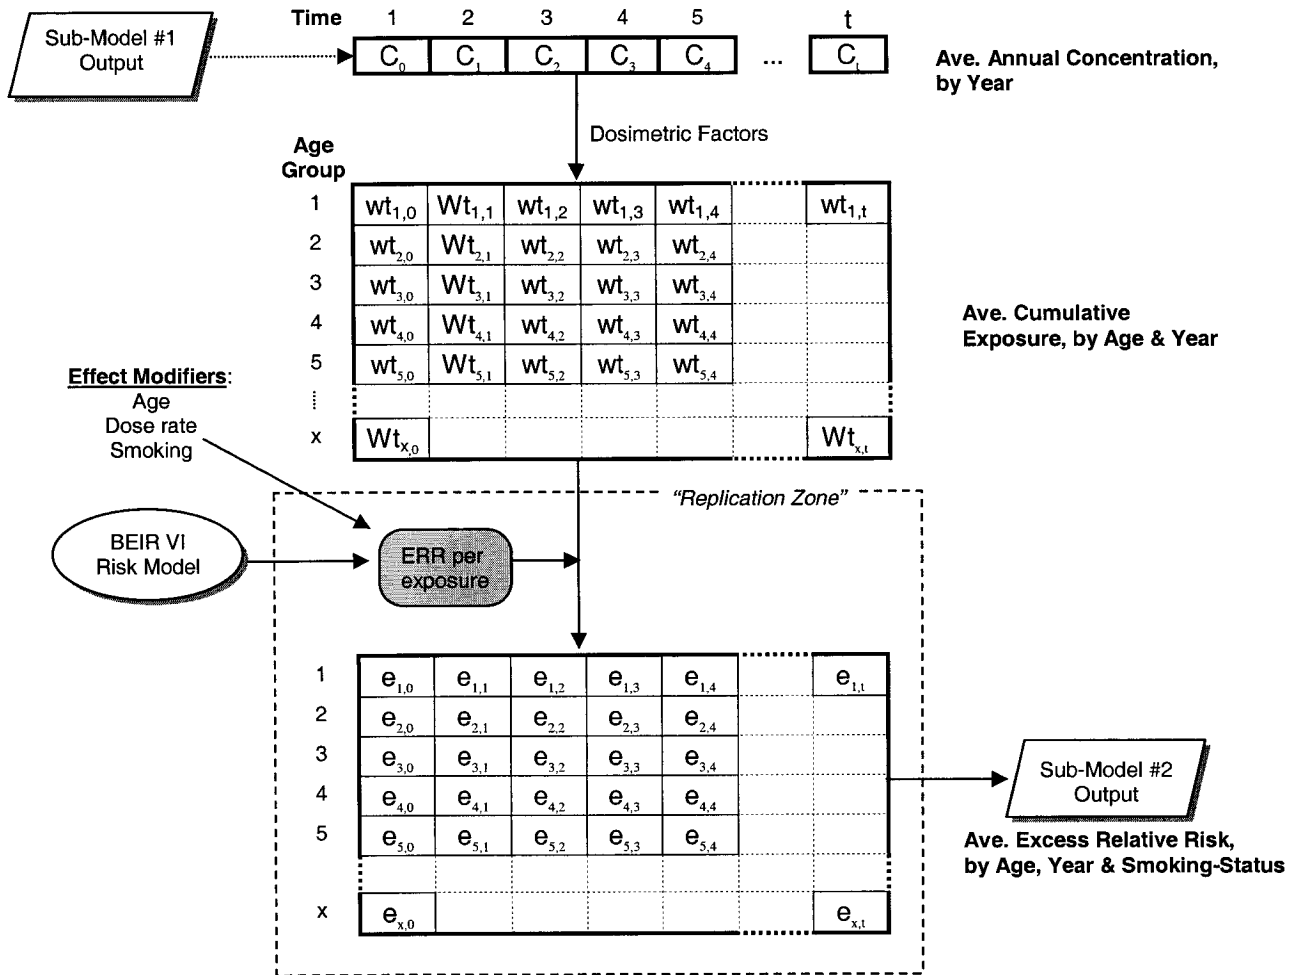 Time 1 2 3 4 5 t
Sub-Model #1
Output
C0 C1 C2 C3 C4 ... Ct
Ave. Annual Concentration,
by Year
Dosimetric Factors
Age
Group
1 wt1,0 Wt1,1 wt1,2 wt1,3 wt1,4 wt1,t
2 wt2,0 Wt2,1 wt2,2 wt2,3 wt2,4
3 wt3,0 Wt3,1 wt3,2 wt3,3 wt3,4
4 wt4,0 Wt4,1 wt4,2 wt4,3 wt4,4
5 wt5,0 Wt5,1 wt5,2 wt5,3 wt5,4
x Wtx,0 Wtx,t
Ave. Cumulative
Exposure, by Age & Year
Effect Modifiers:
Age
Dose rate
Smoking
"Replication Zone"
BEIR VI
Risk Model
ERR per
exposure
1 e1,0 e1,1 e1,2 e1,3 e1,4 e1,t
2 e2,0 e2,1 e2,2 e2,3 e2,4
3 e3,0 e3,1 e3,2 e3,3 e3,4
4 e4,0 e4,1 e4,2 e4,3 e4,4
5 e5,0 e5,1 e5,2 e5,3 e5,4
x ex,0 ex,t
Sub-Model #2
Output
Ave. Excess Relative Risk,
by Age, Year & Smoking-Status